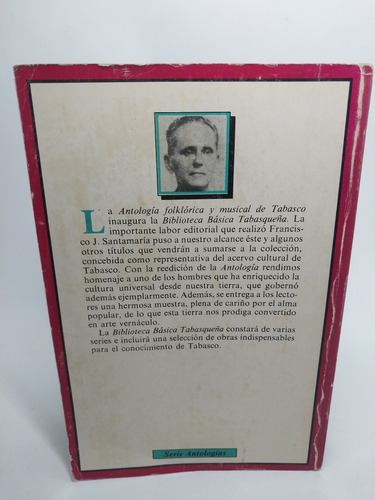 La Antología folklórica y musical de Tabasco
inaugura la Biblioteca Básica Tabasqueña. La
importante labor editorial que realizó Francis-
co J. Santamaría puso a nuestro alcance éste y algunos
otros títulos que vendrán a sumarse a la colección,
concebida como representativa del acervo cultural de
Tabasco. Con la reedición de la Antología rendimos
homenaje a uno de los hombres que ha enriquecido la
cultura universal desde nuestra tierra, que gobernó
además ejemplarmente. Además, se entrega a los lecto-
res una hermosa muestra, plena de cariño por el alma
popular, de lo que esta tierra nos prodiga convertido
en arte vernáculo.
La Biblioteca Básica Tabasqueña constará de varias
series e incluirá una selección de obras indispensables
para el conocimiento de Tabasco.
Serie Antologías